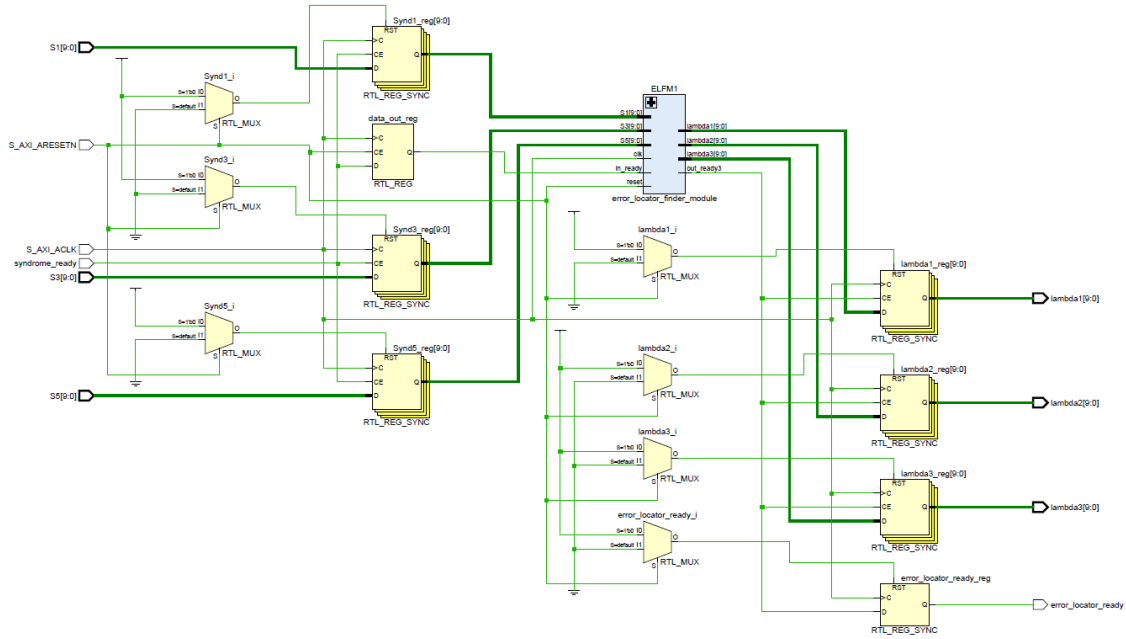 Synd1_reg[9:0]
RST
S1[9:0]
C
CE
Q
D
Synd1_i
RTL_REG_SYNC
S=1'b0 I0
S=default I1
O
S RTL_MUX
data_out_reg
C
CE
Q
D
RTL_REG
S_AXI_ARESETN
Synd3_i
S=1'b0 I0
S=default I1
O
S RTL_MUX
Synd3_reg[9:0]
RST
S_AXI_ACLK
syndrome_ready
S3[9:0]
C
CE
Q
D
RTL_REG_SYNC
Synd5_i
S=1'b0 I0
S=default I1
O
S RTL_MUX
Synd5_reg[9:0]
RST
C
CE
Q
D
S5[9:0]
RTL_REG_SYNC
ELFM1
S1[9:0]
S3[9:0]
S5[9:0]
clk
in_ready
reset
lambda1[9:0]
lambda2[9:0]
lambda3[9:0]
out_ready3
error_locator_finder_module
lambda1_i
S=1'b0 I0
S=default I1
O
S RTL_MUX
lambda1_reg[9:0]
RST
C
CE
Q
D
RTL_REG_SYNC
lambda1[9:0]
lambda2_i
S=1'b0 I0
S=default I1
O
S RTL_MUX
lambda2_reg[9:0]
RST
C
CE
Q
D
RTL_REG_SYNC
lambda2[9:0]
lambda3_i
S=1'b0 I0
S=default I1
O
S RTL_MUX
lambda3_reg[9:0]
RST
C
CE
Q
D
RTL_REG_SYNC
lambda3[9:0]
error_locator_ready_i
S=1'b0 I0
S=default I1
O
S RTL_MUX
error_locator_ready_reg
RST
C
Q
D
RTL_REG_SYNC
error_locator_ready